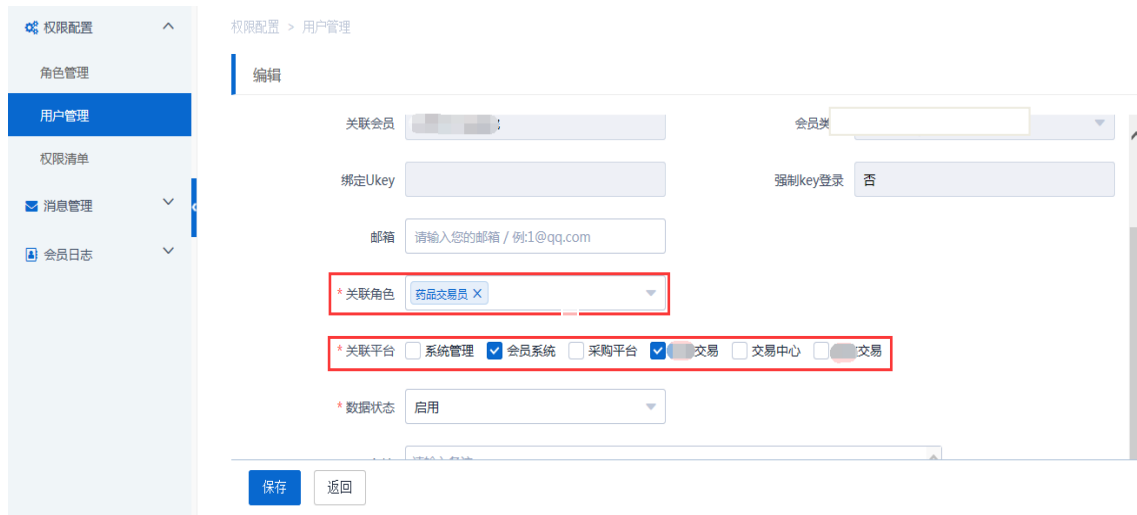 权限配置
角色管理
用户管理
权限清单
消息管理
会员日志
权限配置 > 用户管理
编辑
关联会员
会员类
绑定Ukey
强制key登录 否
邮箱 请输入您的邮箱 / 例:1@qq.com
* 关联角色 药品交易员 X
* 关联平台 系统管理 会员系统 采购平台 交易 交易中心 交易
* 数据状态 启用
保存 返回